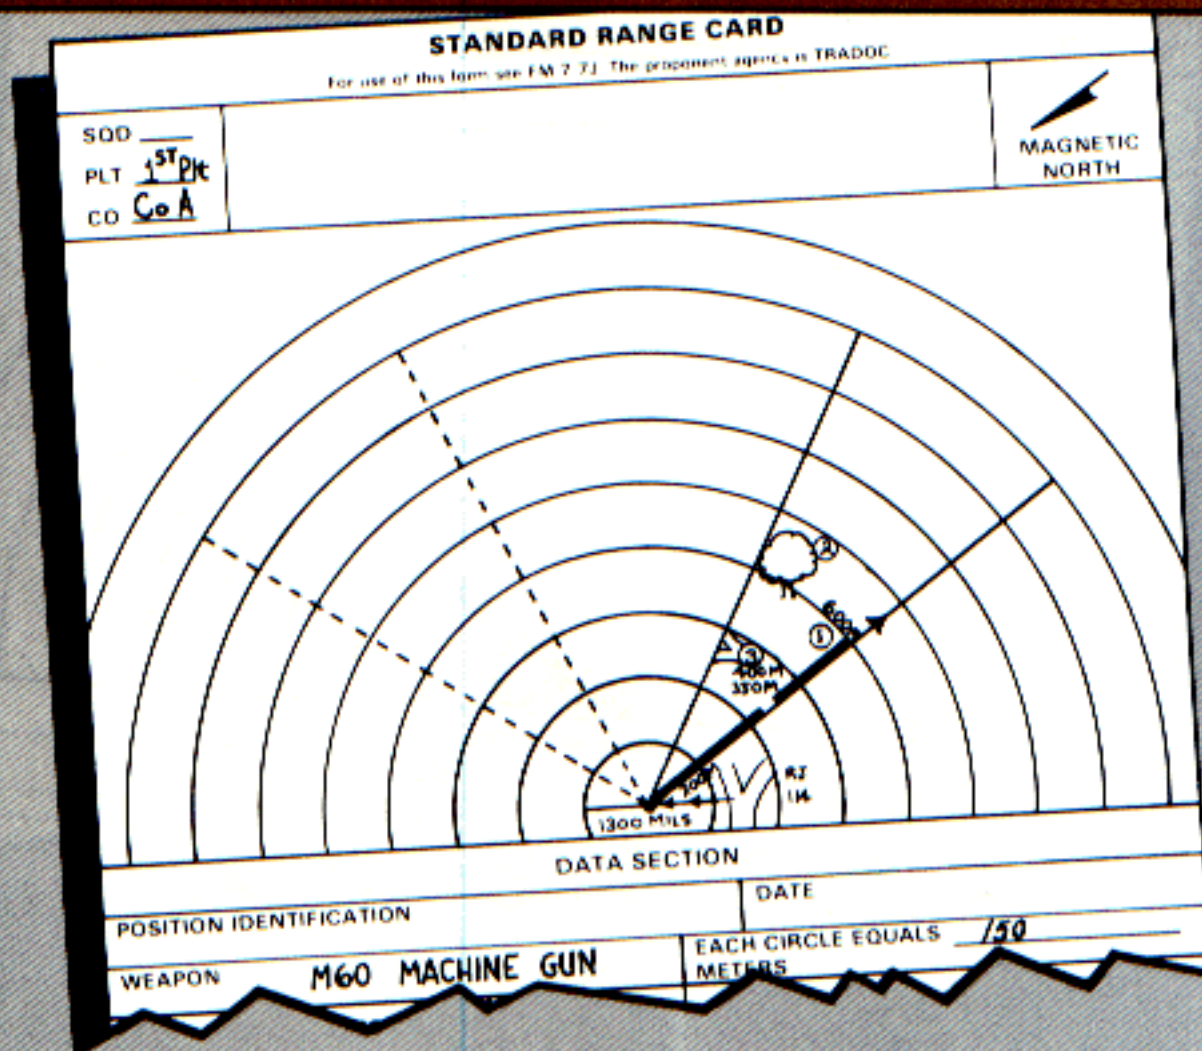 STANDARD RANGE CARD
For use of this form see FM 7-7J. The proponent agency is TRADOC
SQD
PLT 1ST Plt
CO Co A
MAGNETIC
NORTH
2
600
1
3
400M
350M
RJ
1300 MILS
DATA SECTION
POSITION IDENTIFICATION
DATE
WEAPON M60 MACHINE GUN
EACH CIRCLE EQUALS 150
METERS